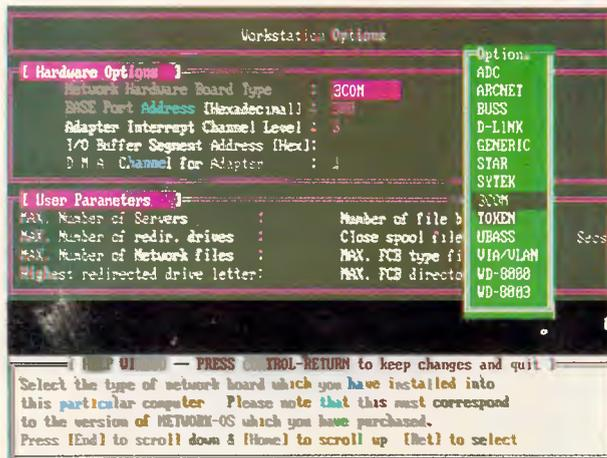 Workstation Options
[ Hardware Options ]
Network Hardware Board Type : 3COM
BASE Port Address [Hexadecimal] : 300
Adapter Interrupt Channel Level : 3
I/O Buffer Segment Address [Hex]:
D.M.A. Channel for Adapter : 1
Options
ADC
ARCNET
BUSS
D-LINK
GENERIC
STAR
SYTEK
3COM
TOKEN
UBASS
VIA/VLAN
WD-8000
WD-8003
[ User Parameters ]
MAX. Number of Servers : Number of file b
MAX. Number of redir. drives : Close spool file Secs
MAX. Number of Network files : MAX. FCB type fi
Highest redirected drive letter: MAX. FCB directo
[ HELP WINDOW — PRESS CONTROL-RETURN to keep changes and quit ]
Select the type of network board which you have installed into
this particular computer Please note that this must correspond
to the version of NETWORK-OS which you have purchased.
Press [End] to scroll down & [Home] to scroll up [Ret] to select